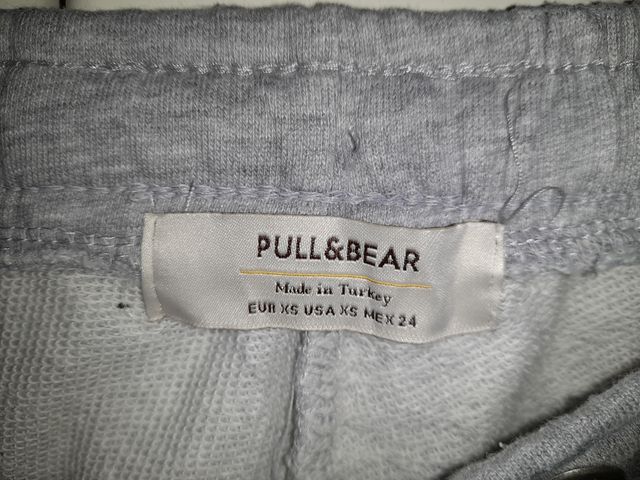 PULL&BEAR
Made in Turkey
EUR XS USA XS MEX 24